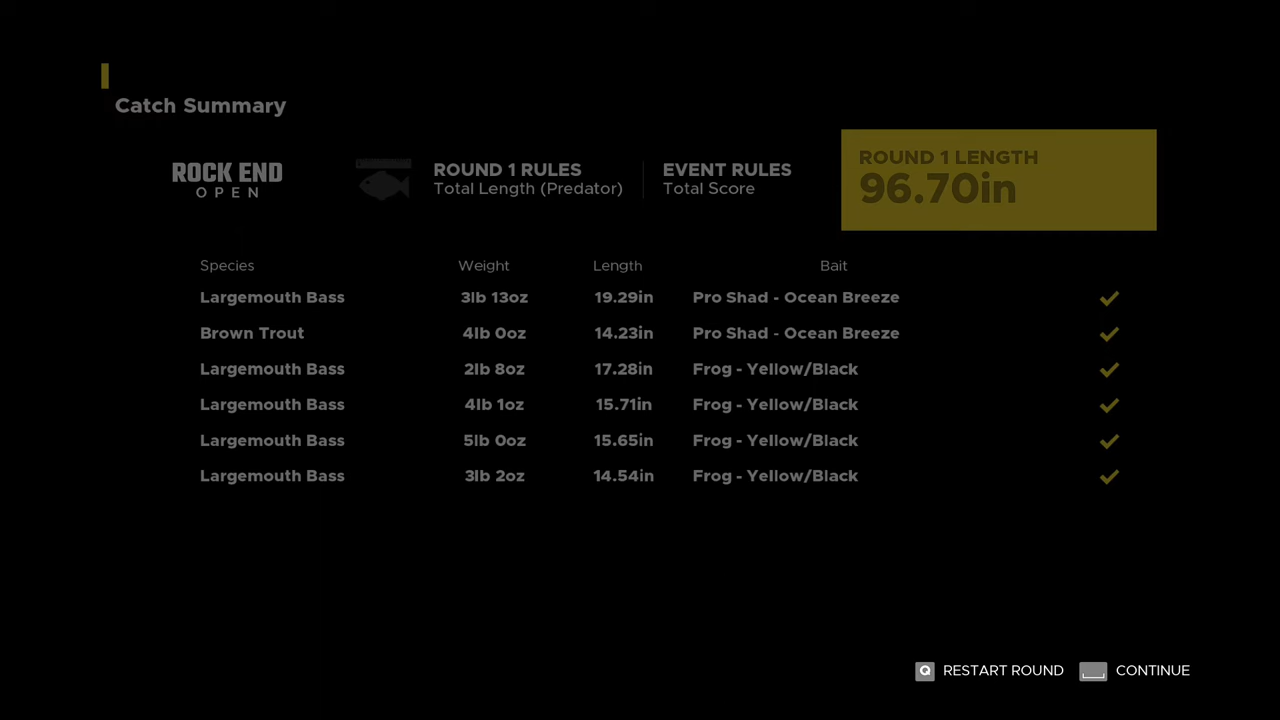 Catch Summary
ROCK END
OPEN
ROUND 1 RULES
Total Length (Predator)
EVENT RULES
Total Score
ROUND 1 LENGTH
96.70in
Species Weight Length Bait
Largemouth Bass 3lb 13oz 19.29in Pro Shad - Ocean Breeze
Brown Trout 4lb 0oz 14.23in Pro Shad - Ocean Breeze
Largemouth Bass 2lb 8oz 17.28in Frog - Yellow/Black
Largemouth Bass 4lb 1oz 15.71in Frog - Yellow/Black
Largemouth Bass 5lb 0oz 15.65in Frog - Yellow/Black
Largemouth Bass 3lb 2oz 14.54in Frog - Yellow/Black
Q RESTART ROUND CONTINUE